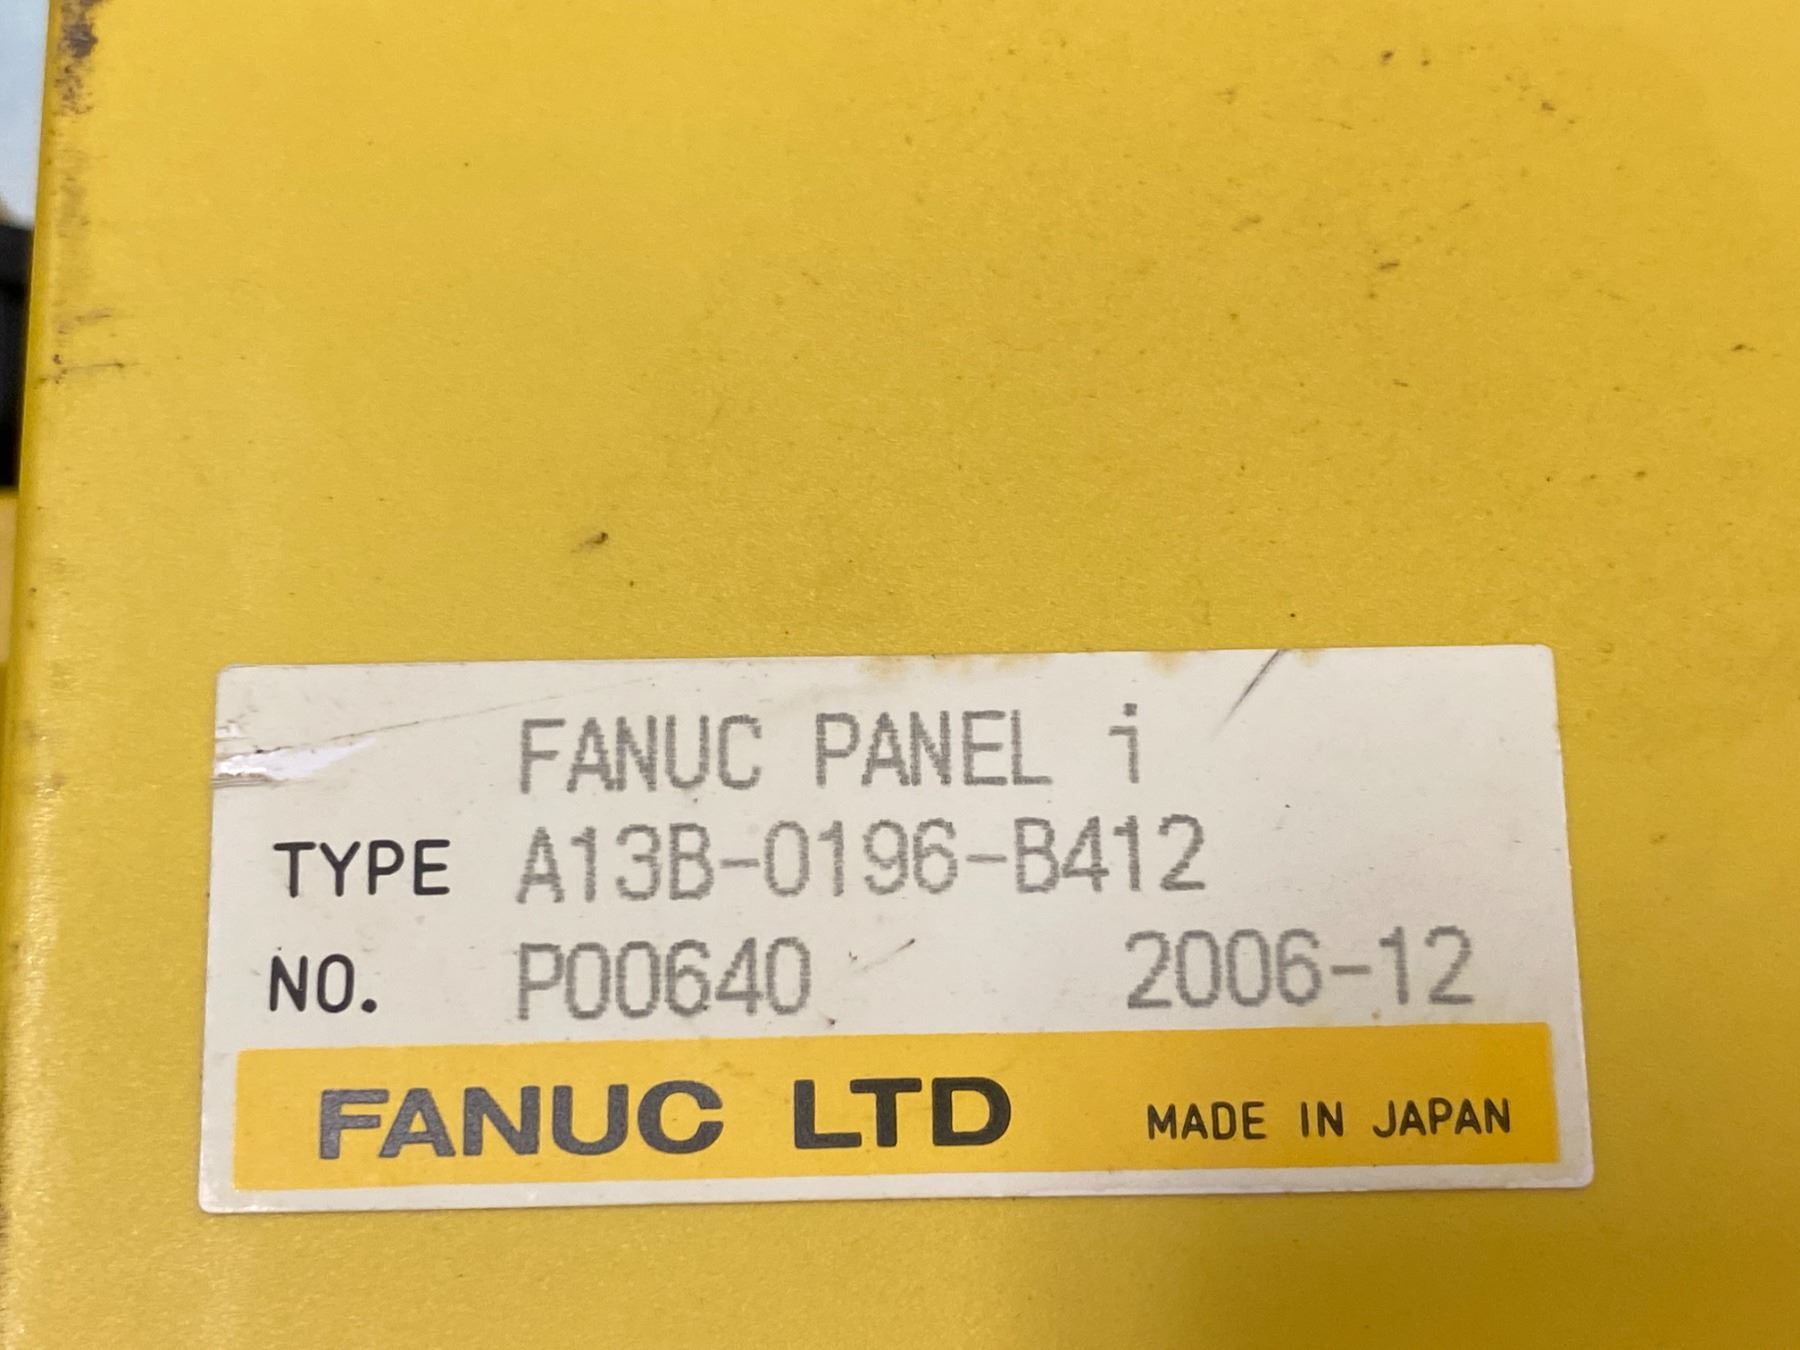 FANUC PANEL i
TYPE A13B-0196-B412
NO. P00640 2006-12
FANUC LTD MADE IN JAPAN